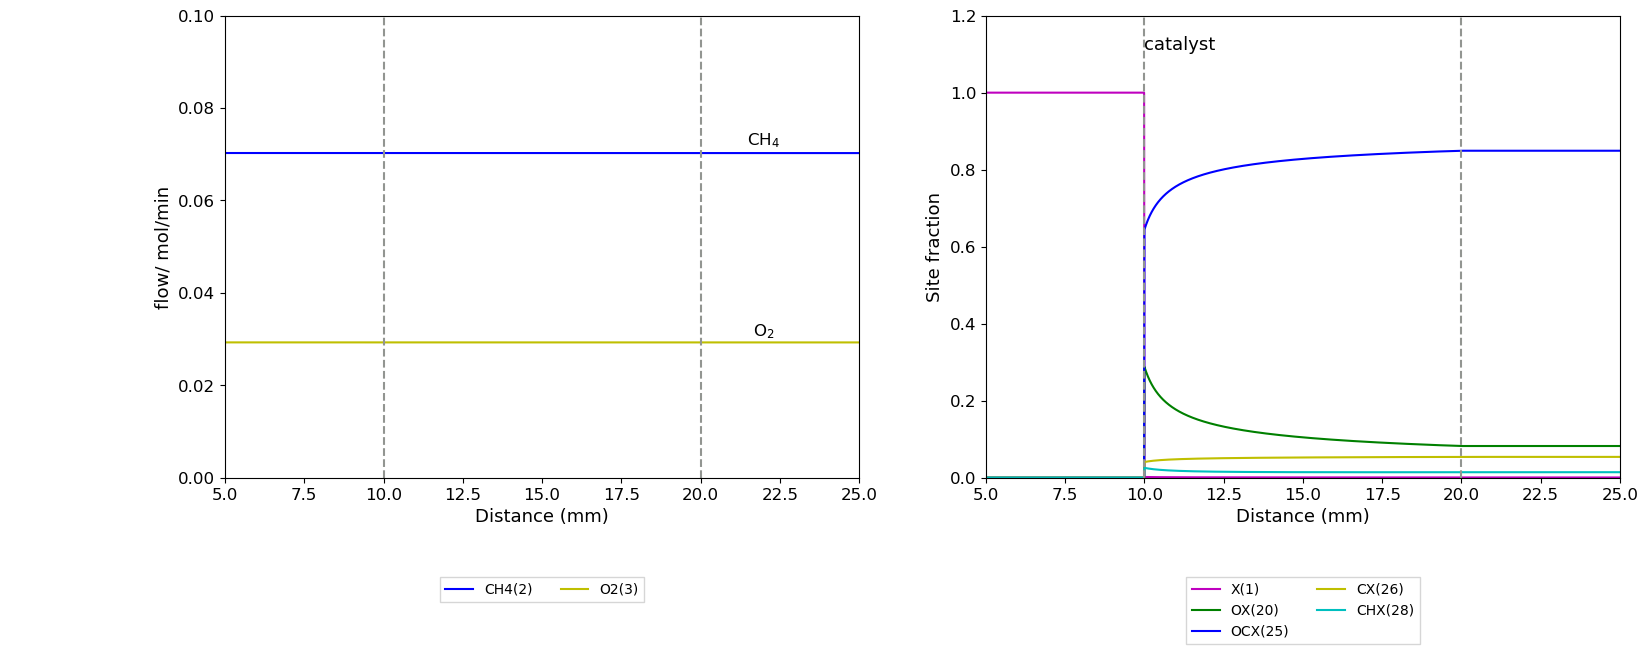 0.10
0.08
0.06
0.04
0.02
0.00
flow/ mol/min
CH₄
O₂
5.0 7.5 10.0 12.5 15.0 17.5 20.0 22.5 25.0
Distance (mm)
CH4(2) O2(3)
catalyst
1.2
1.0
0.8
0.6
0.4
0.2
0.0
Site fraction
5.0 7.5 10.0 12.5 15.0 17.5 20.0 22.5 25.0
Distance (mm)
X(1) CX(26)
OX(20) CHX(28)
OCX(25)